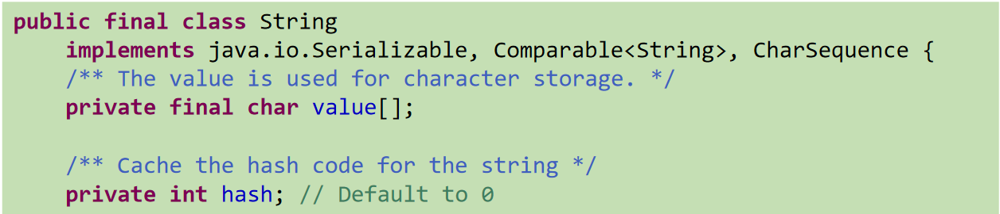 public final class String
    implements java.io.Serializable, Comparable<String>, CharSequence {
    /** The value is used for character storage. */
    private final char value[];

    /** Cache the hash code for the string */
    private int hash; // Default to 0